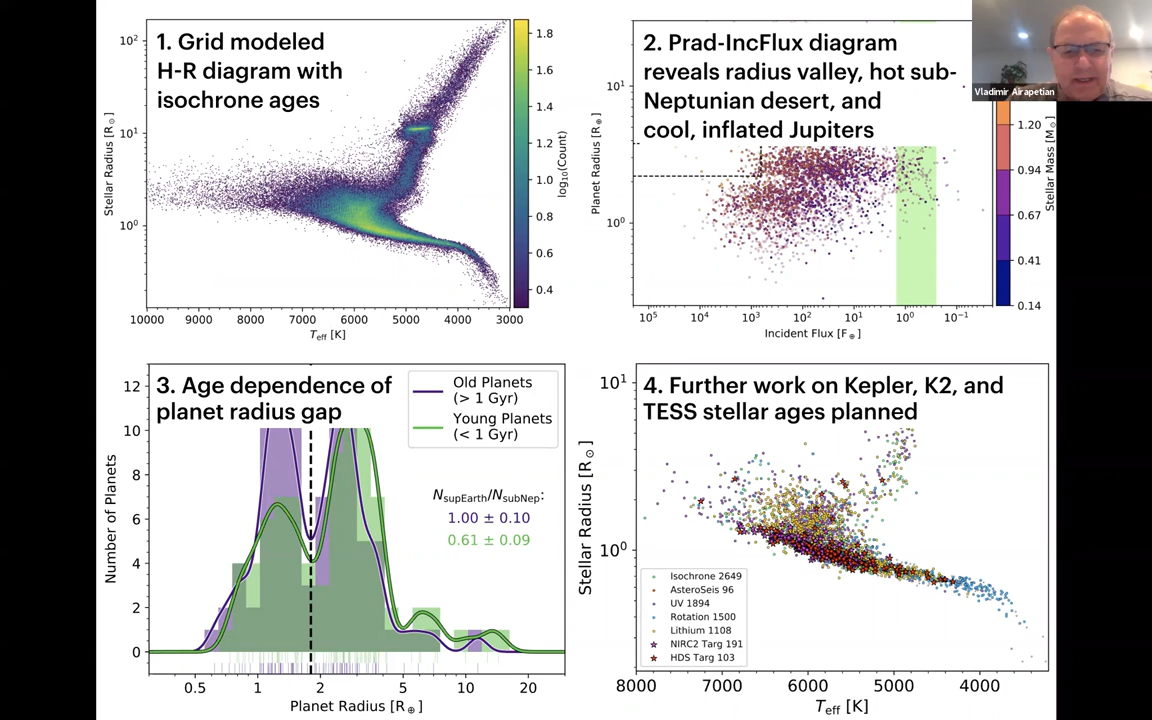 1. Grid modeled
H-R diagram with
isochrone ages
10²
10¹
10⁰
Stellar Radius [R⊙]
10000 9000 8000 7000 6000 5000 4000 3000
Teff [K]
1.8
1.6
1.4
1.2
1.0
0.8
0.6
0.4
log₁₀(Count)
2. Prad-IncFlux diagram
reveals radius valley, hot sub-
Neptunian desert, and
cool, inflated Jupiters
10¹
10⁰
Planet Radius [R⊕]
10⁵ 10⁴ 10³ 10² 10¹ 10⁰ 10⁻¹
Incident Flux [F⊕]
1.20
0.94
0.67
0.41
0.14
Stellar Mass [M⊙]
Vladimir Airapetian
3. Age dependence of
planet radius gap
Old Planets
(> 1 Gyr)
Young Planets
(< 1 Gyr)
NsupEarth/NsubNep:
1.00 ± 0.10
0.61 ± 0.09
12
10
8
6
4
2
0
Number of Planets
0.5 1 2 5 10 20
Planet Radius [R⊕]
4. Further work on Kepler, K2, and
TESS stellar ages planned
10¹
10⁰
Stellar Radius [R⊙]
Isochrone 2649
AsteroSeis 96
UV 1894
Rotation 1500
Lithium 1108
NIRC2 Targ 191
HDS Targ 103
8000 7000 6000 5000 4000
Teff [K]